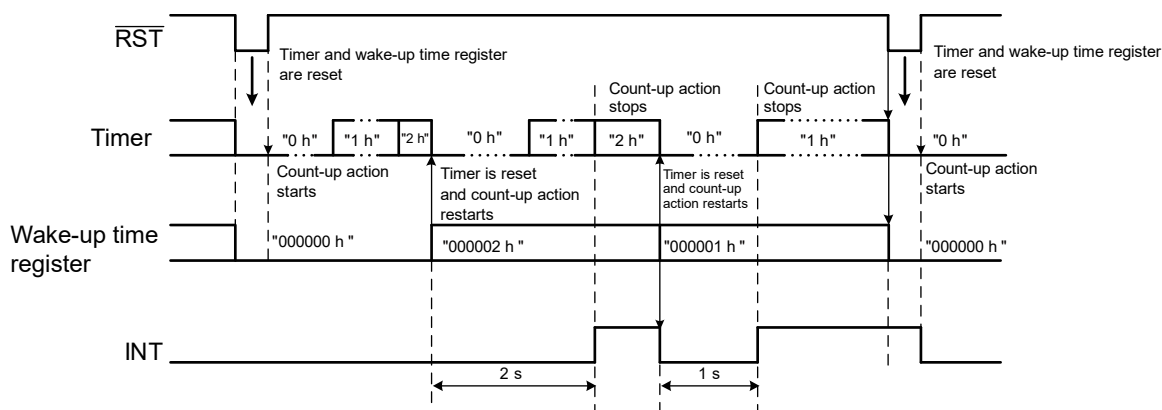 RST
Timer and wake-up time register
are reset
Timer and wake-up time register
are reset
Count-up action
stops
Count-up action
stops
Timer
"0 h"
"1 h"
"2 h"
"0 h"
"1 h"
"2 h"
"0 h"
"1 h"
"0 h"
Count-up action
starts
Timer is reset
and count-up action
restarts
Timer is reset
and count-up
action restarts
Count-up action
starts
Wake-up time
register
"000000 h "
"000002 h "
"000001 h "
"000000 h "
INT
2 s
1 s